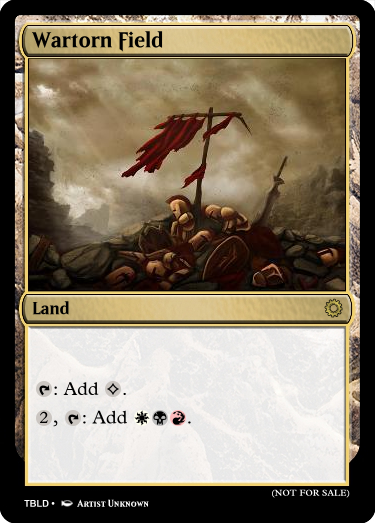 Wartorn Field
Land
: Add .
2, : Add .
(NOT FOR SALE)
TBLD • Artist Unknown